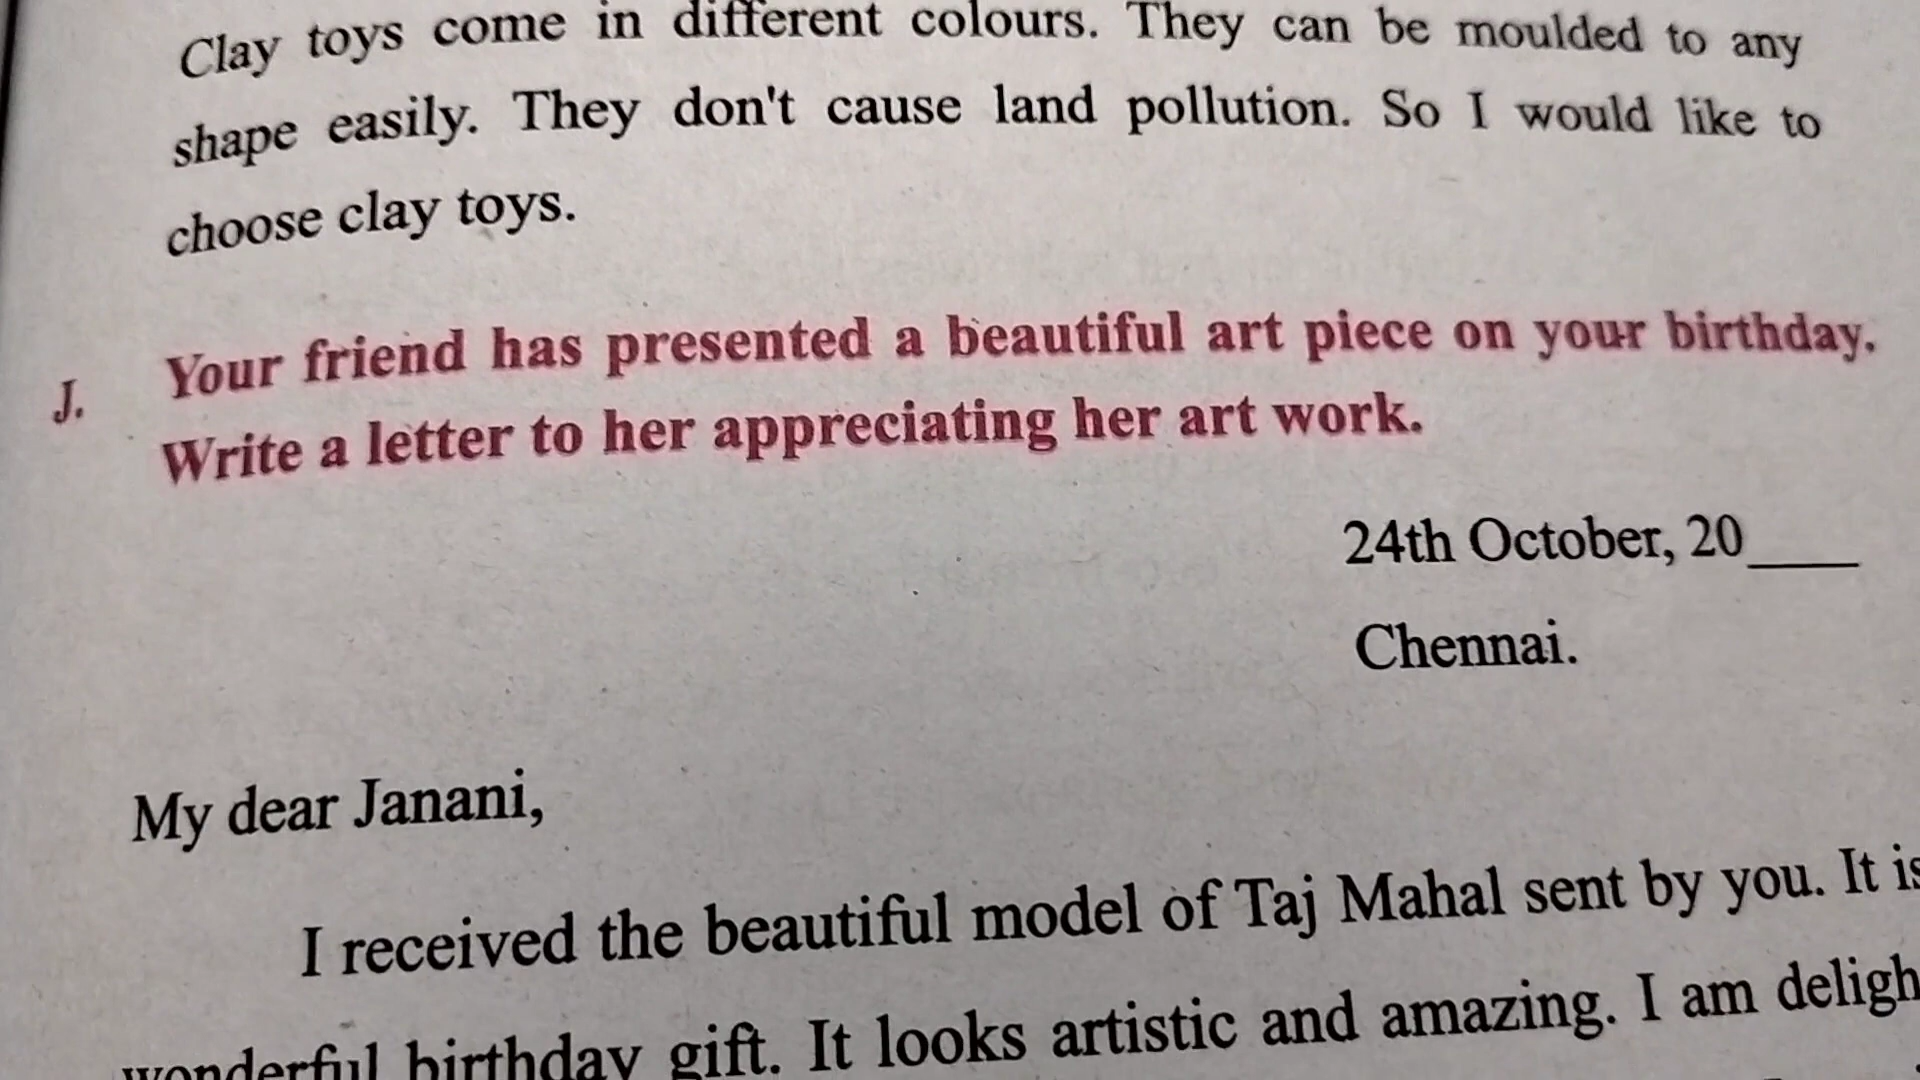 Clay toys come in different colours. They can be moulded to any
shape easily. They don't cause land pollution. So I would like to
choose clay toys.
J. Your friend has presented a beautiful art piece on your birthday.
Write a letter to her appreciating her art work.
24th October, 20____
Chennai.
My dear Janani,
I received the beautiful model of Taj Mahal sent by you. It is
wonderful birthday gift. It looks artistic and amazing. I am deligh